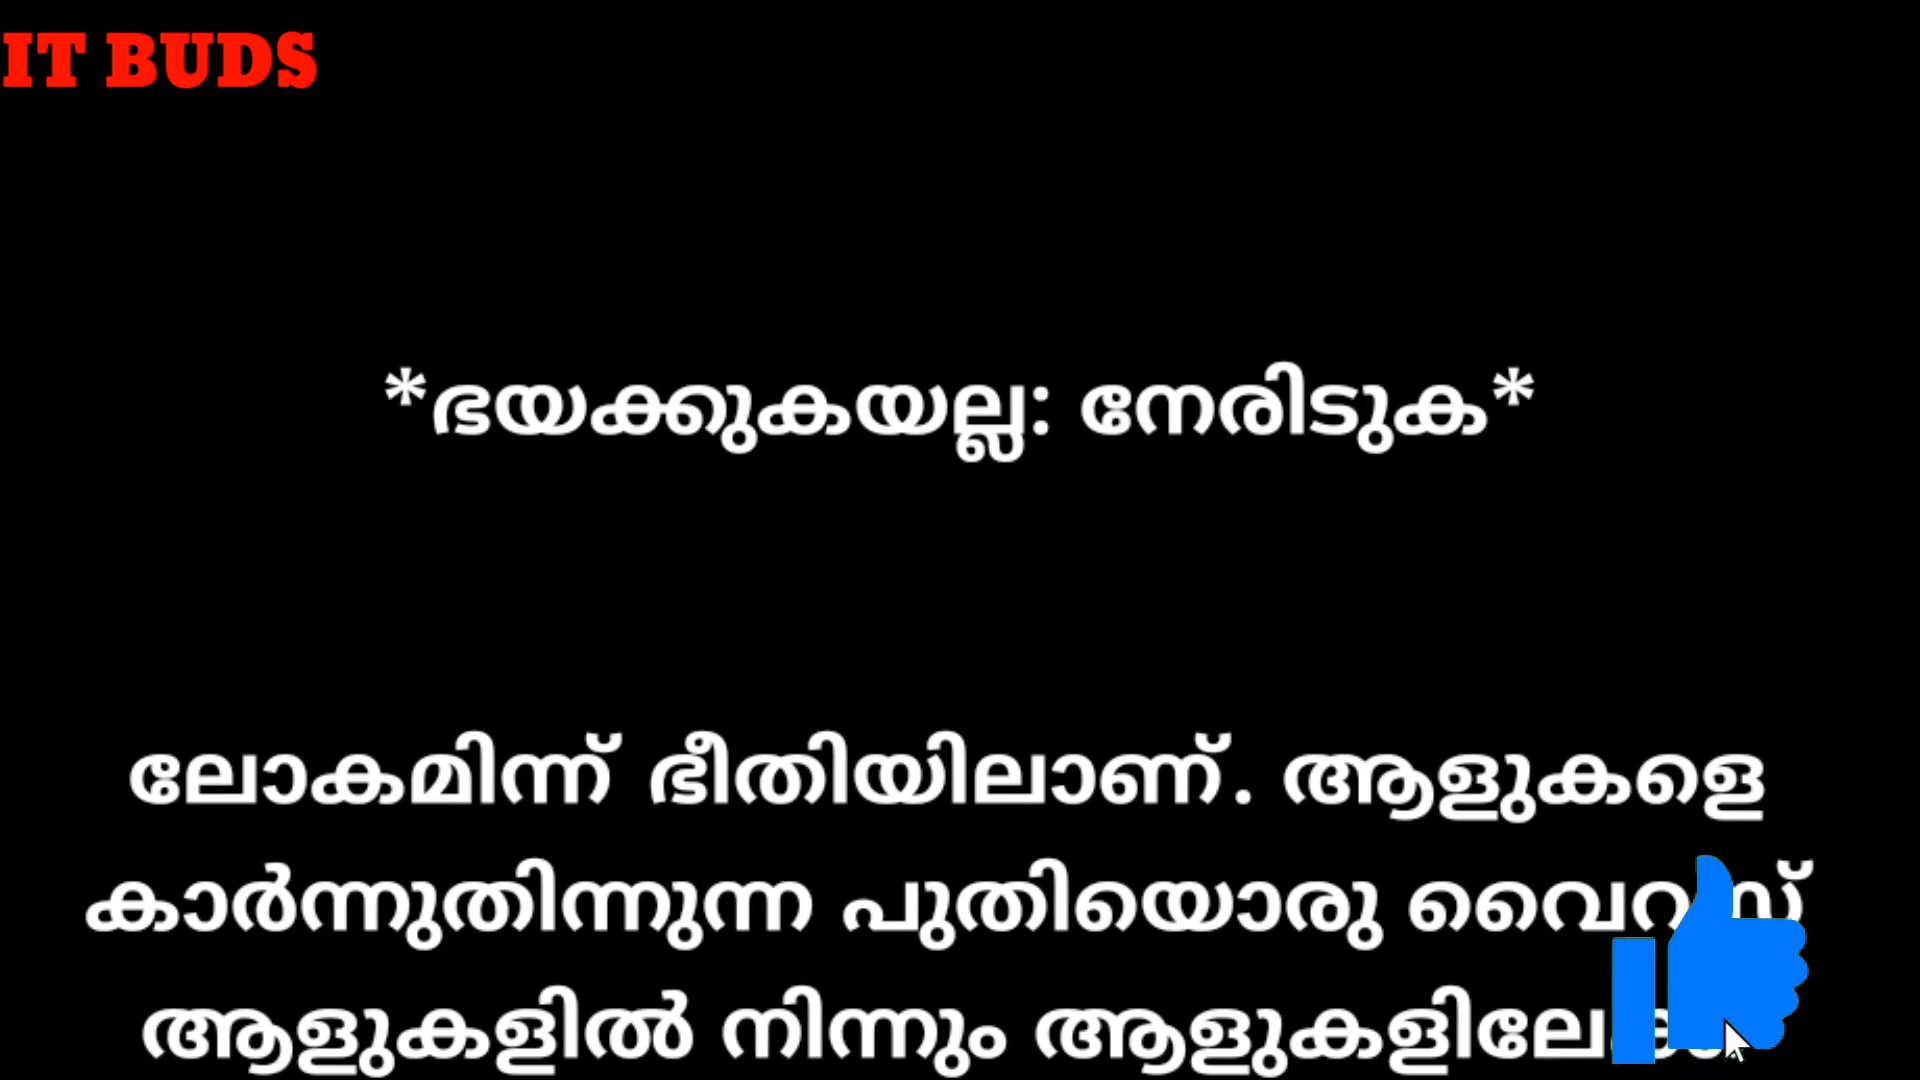 IT BUDS
*ഭയക്കുകയല്ല: നേരിടുക*
ലോകമിന്ന് ഭീതിയിലാണ്. ആളുകളെ
കാർന്നുതിന്നുന്ന പുതിയൊരു
ആളുകളിൽ നിന്നും